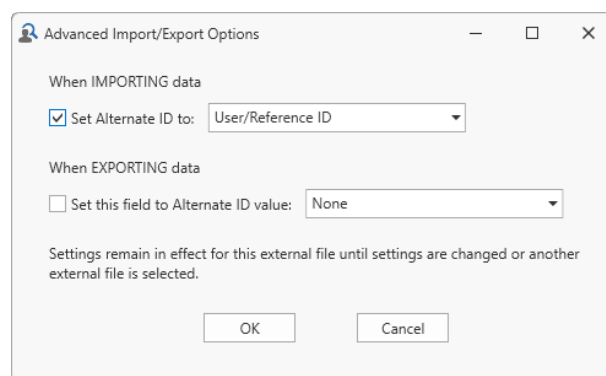 Advanced Import/Export Options
When IMPORTING data
Set Alternate ID to: User/Reference ID
When EXPORTING data
Set this field to Alternate ID value: None
Settings remain in effect for this external file until settings are changed or another
external file is selected.
OK Cancel